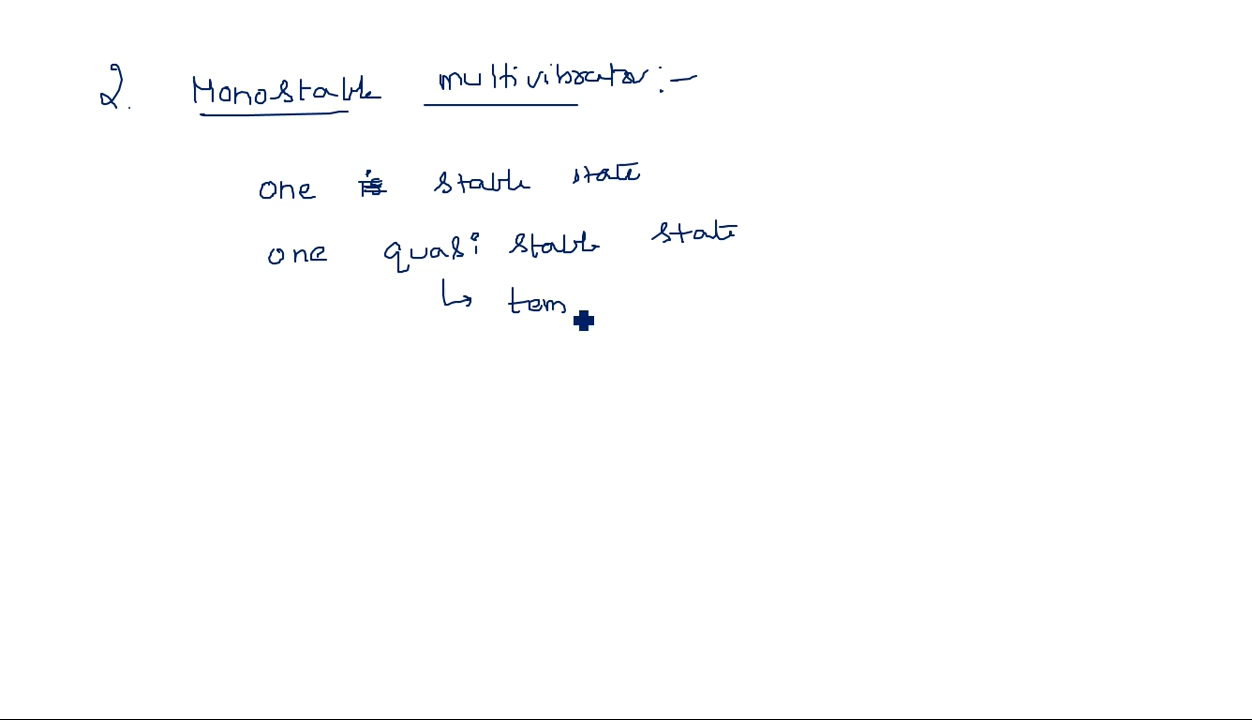 2. Monostable multivibrator :-
one stable state
one quasi stable state
↳ tem